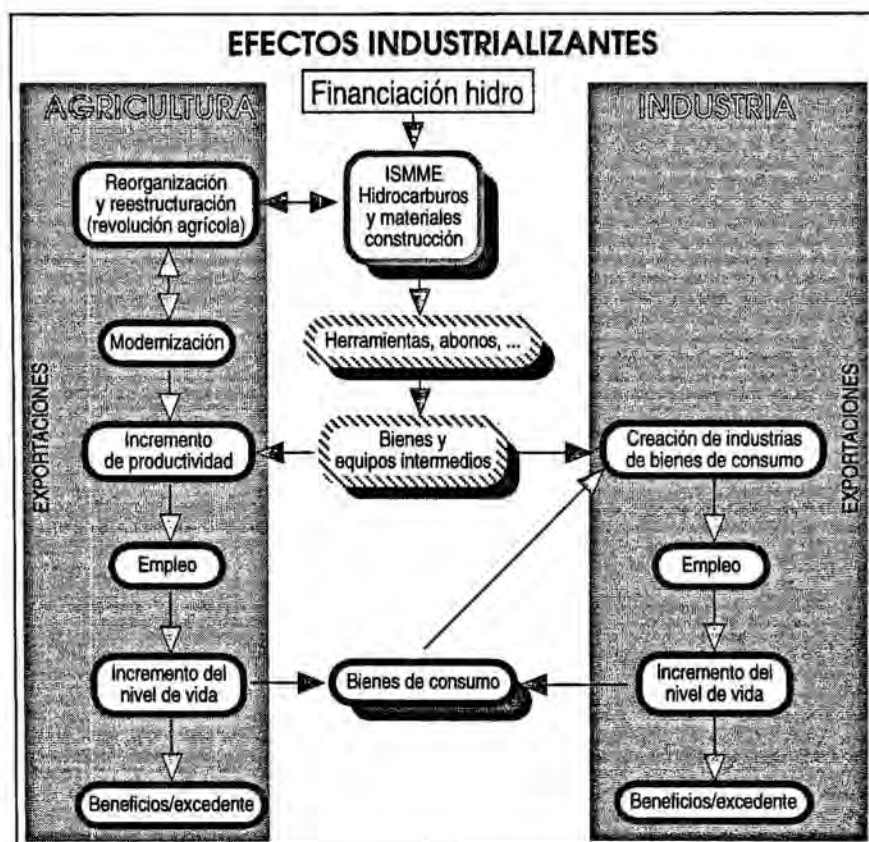 EFECTOS INDUSTRIALIZANTES
AGRICULTURA
Financiación hidro
INDUSTRIA
Reorganización
y reestructuración
(revolución agrícola)
ISMME
Hidrocarburos
y materiales
construcción
Modernización
Herramientas, abonos, ...
EXPORTACIONES
Incremento
de productividad
Bienes y
equipos intermedios
Creación de industrias
de bienes de consumo
EXPORTACIONES
Empleo
Empleo
Incremento del
nivel de vida
Bienes de consumo
Incremento del
nivel de vida
Beneficios/excedente
Beneficios/excedente